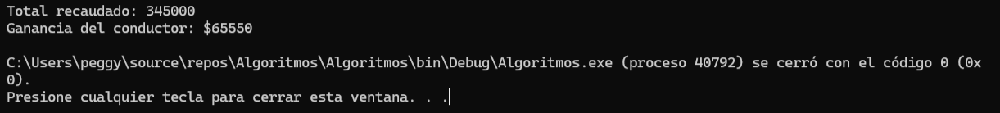 Total recaudado: 345000
Ganancia del conductor: $65550
C:\Users\peggy\source\repos\Algoritmos\Algoritmos\bin\Debug\Algoritmos.exe (proceso 40792) se cerró con el código 0 (0x
0).
Presione cualquier tecla para cerrar esta ventana. . .